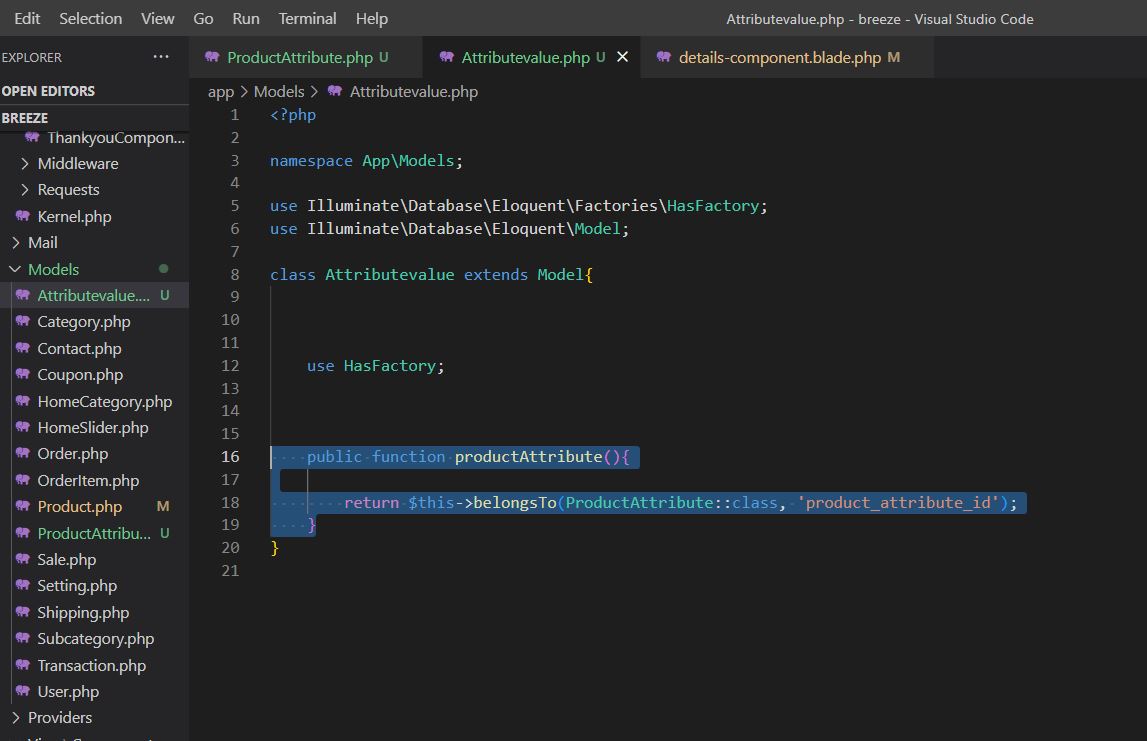 Edit Selection View Go Run Terminal Help Attributevalue.php - breeze - Visual Studio Code
EXPLORER ...
OPEN EDITORS
BREEZE
ThankyouCompon...
Middleware
Requests
Kernel.php
Mail
Models
Attributevalue.... U
Category.php
Contact.php
Coupon.php
HomeCategory.php
HomeSlider.php
Order.php
OrderItem.php
Product.php M
ProductAttribu... U
Sale.php
Setting.php
Shipping.php
Subcategory.php
Transaction.php
User.php
Providers
ProductAttribute.php U Attributevalue.php U details-component.blade.php M
app > Models > Attributevalue.php
1 <?php
2
3 namespace App\Models;
4
5 use Illuminate\Database\Eloquent\Factories\HasFactory;
6 use Illuminate\Database\Eloquent\Model;
7
8 class Attributevalue extends Model{
9
10
11
12 use HasFactory;
13
14
15
16 public function productAttribute(){
17
18 return $this->belongsTo(ProductAttribute::class, 'product_attribute_id');
19 }
20 }
21